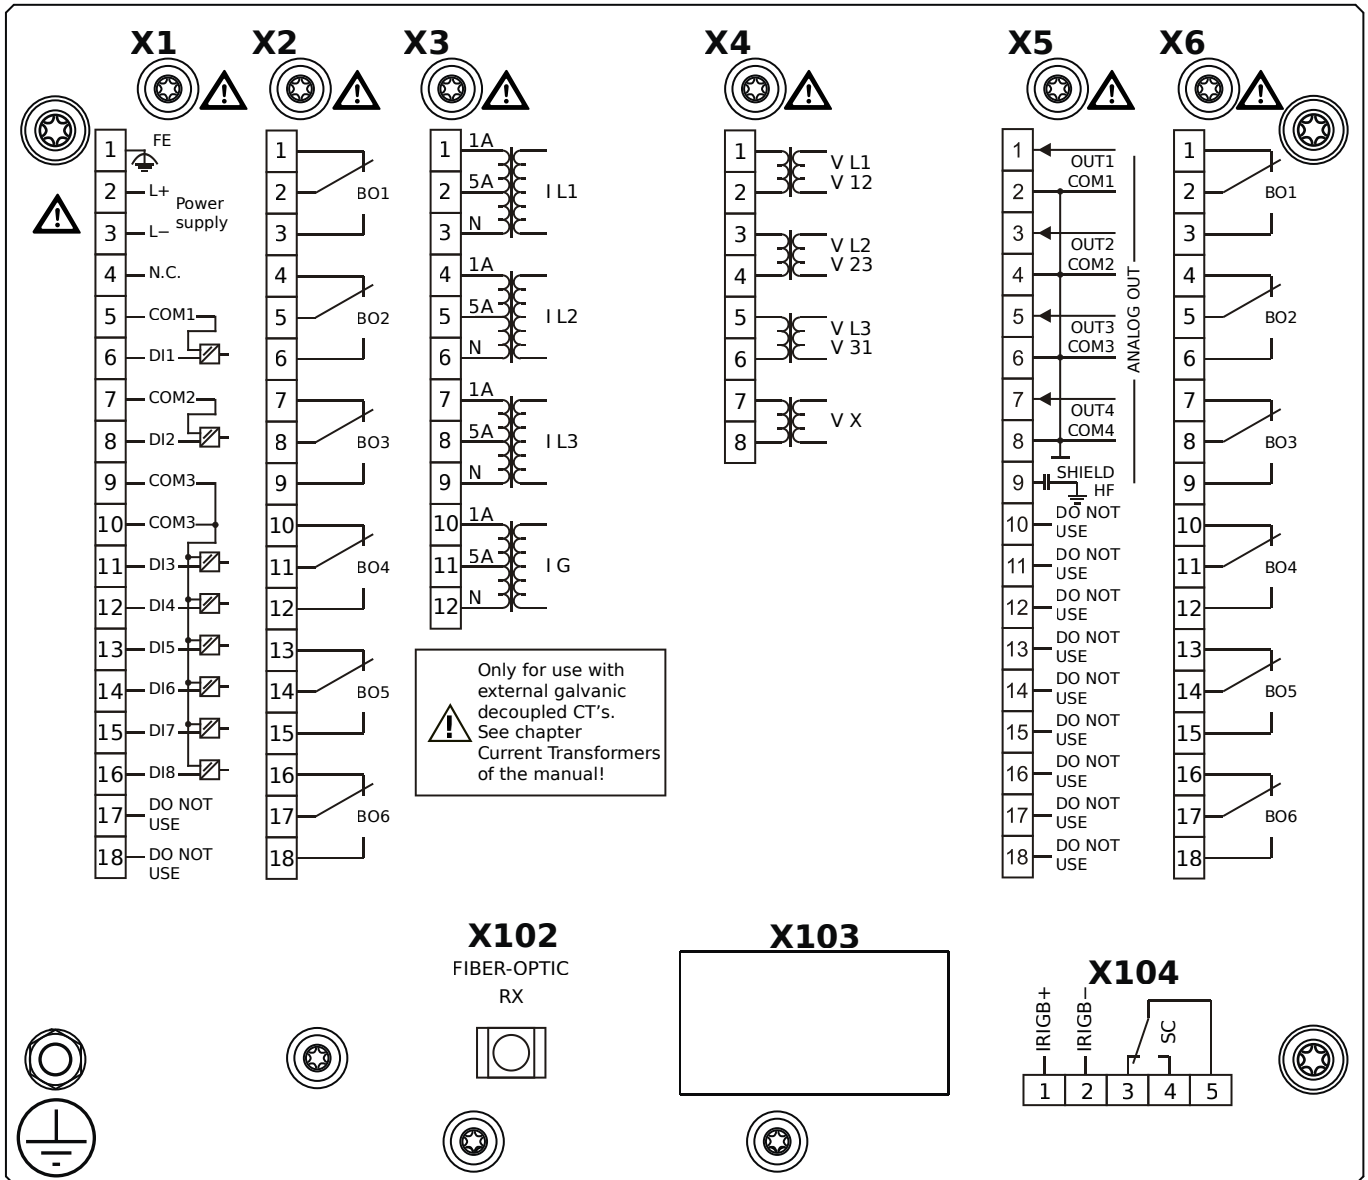 X1
X2
X3
X4
X5
X6
1 FE
2 L+
Power
supply
3 L−
4 N.C.
5 COM1
6 DI1
7 COM2
8 DI2
9 COM3
10 COM3
11 DI3
12 DI4
13 DI5
14 DI6
15 DI7
16 DI8
17 DO NOT
USE
18 DO NOT
USE
1
2 BO1
3
4
5 BO2
6
7
8 BO3
9
10
11 BO4
12
13
14 BO5
15
16
17 BO6
18
1 1A
2 5A I L1
3 N
4 1A
5 5A I L2
6 N
7 1A
8 5A I L3
9 N
10 1A
11 5A I G
12 N
Only for use with
external galvanic
decoupled CT's.
See chapter
Current Transformers
of the manual!
1 V L1
2 V 12
3 V L2
4 V 23
5 V L3
6 V 31
7
V X
8
1 OUT1
2 COM1
3 OUT2
4 COM2
5 OUT3
6 COM3
7 OUT4
8 COM4
ANALOG OUT
9 SHIELD
HF
10 DO NOT
USE
11 DO NOT
USE
12 DO NOT
USE
13 DO NOT
USE
14 DO NOT
USE
15 DO NOT
USE
16 DO NOT
USE
17 DO NOT
USE
18 DO NOT
USE
1
2 BO1
3
4
5 BO2
6
7
8 BO3
9
10
11 BO4
12
13
14 BO5
15
16
17 BO6
18
X102
FIBER-OPTIC
RX
X103
X104
IRIGB+
IRIGB−
SC
1 2 3 4 5